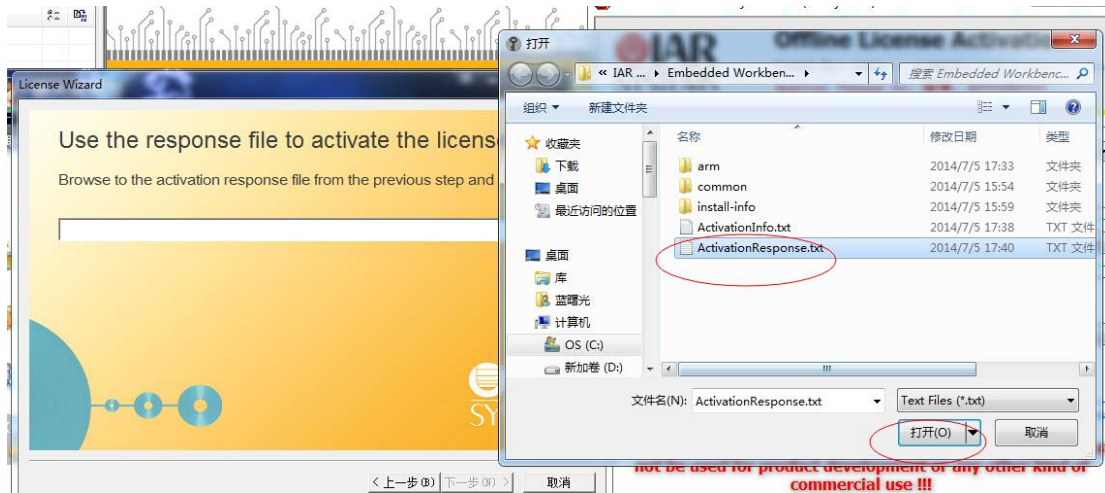 License Wizard
Use the response file to activate the licens
Browse to the activation response file from the previous step and
SY
< 上一步(B)
下一步(N) >
取消
打开
IAR
Offline License Activati
« IAR ... ▸ Embedded Workben... ▸
搜索 Embedded Workbenc...
组织 ▼
新建文件夹
收藏夹
下载
桌面
最近访问的位置
桌面
库
蓝曙光
计算机
OS (C:)
新加卷 (D:)
名称
修改日期
类型
arm
2014/7/5 17:33
文件夹
common
2014/7/5 15:54
文件夹
install-info
2014/7/5 15:59
文件夹
ActivationInfo.txt
2014/7/5 17:38
TXT 文件
ActivationResponse.txt
2014/7/5 17:40
TXT 文件
文件名(N):
ActivationResponse.txt
Text Files (*.txt)
打开(O)
取消
not be used for product development or any other kind of
commercial use !!!